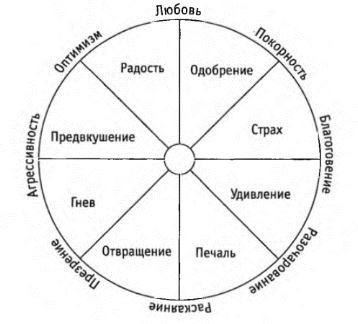 Любовь
Оптимизм
Покорность
Радость
Одобрение
Агрессивность
Предвкушение
Страх
Благоговение
Гнев
Удивление
Презрение
Отвращение
Печаль
Разочарование
Раскаяние